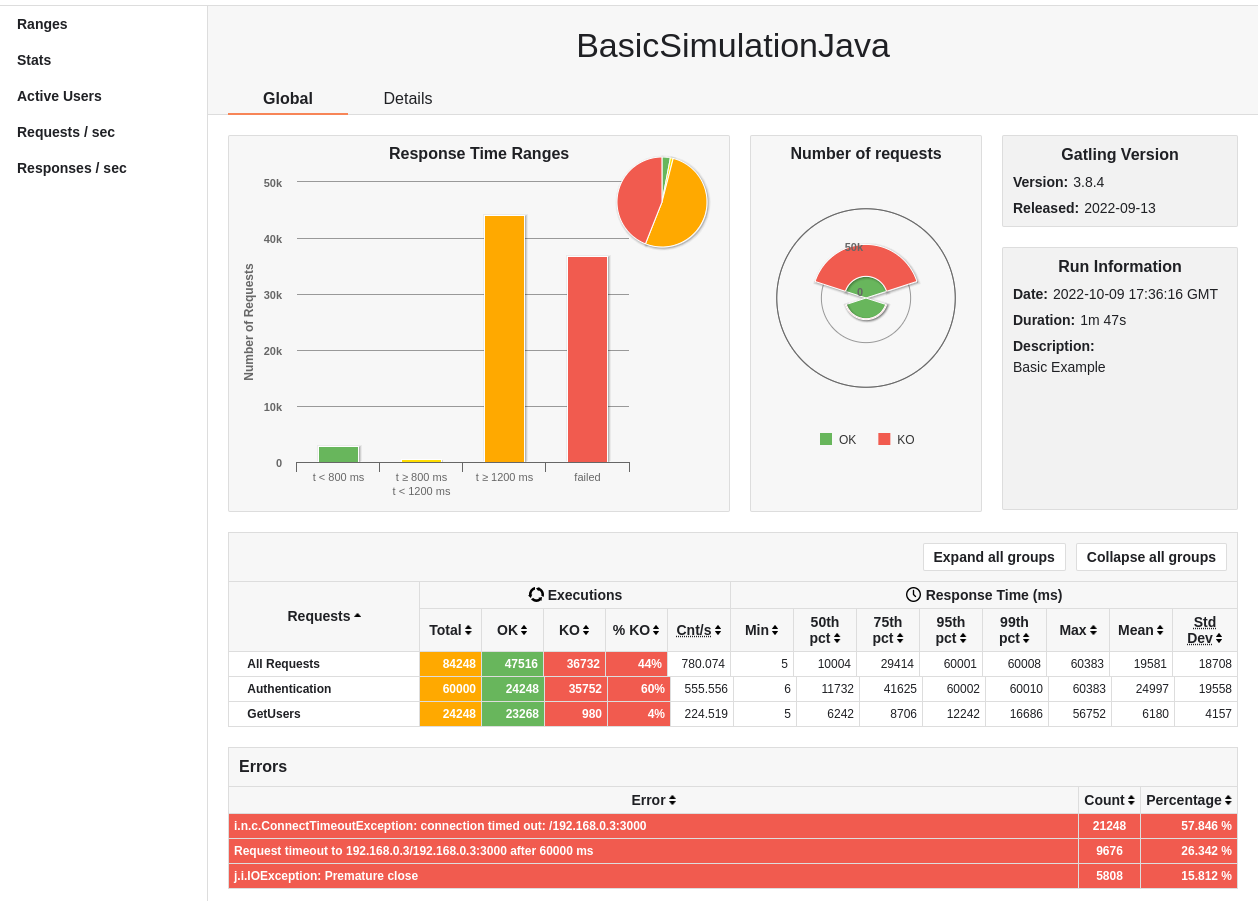 Ranges
Stats
Active Users
Requests / sec
Responses / sec
BasicSimulationJava
Global Details
Response Time Ranges
50k
40k
30k
20k
10k
0
Number of Requests
t < 800 ms
t ≥ 800 ms
t < 1200 ms
t ≥ 1200 ms
failed
Number of requests
50k
0
OK KO
Gatling Version
Version: 3.8.4
Released: 2022-09-13
Run Information
Date: 2022-10-09 17:36:16 GMT
Duration: 1m 47s
Description:
Basic Example
Expand all groups Collapse all groups
Requests Executions Response Time (ms)
Total OK KO % KO Cnt/s Min 50th pct 75th pct 95th pct 99th pct Max Mean Std Dev
All Requests 84248 47516 36732 44% 780.074 5 10004 29414 60001 60008 60383 19581 18708
Authentication 60000 24248 35752 60% 555.556 6 11732 41625 60002 60010 60383 24997 19558
GetUsers 24248 23268 980 4% 224.519 5 6242 8706 12242 16686 56752 6180 4157
Errors
Error Count Percentage
i.n.c.ConnectTimeoutException: connection timed out: /192.168.0.3:3000 21248 57.846 %
Request timeout to 192.168.0.3/192.168.0.3:3000 after 60000 ms 9676 26.342 %
j.i.IOException: Premature close 5808 15.812 %